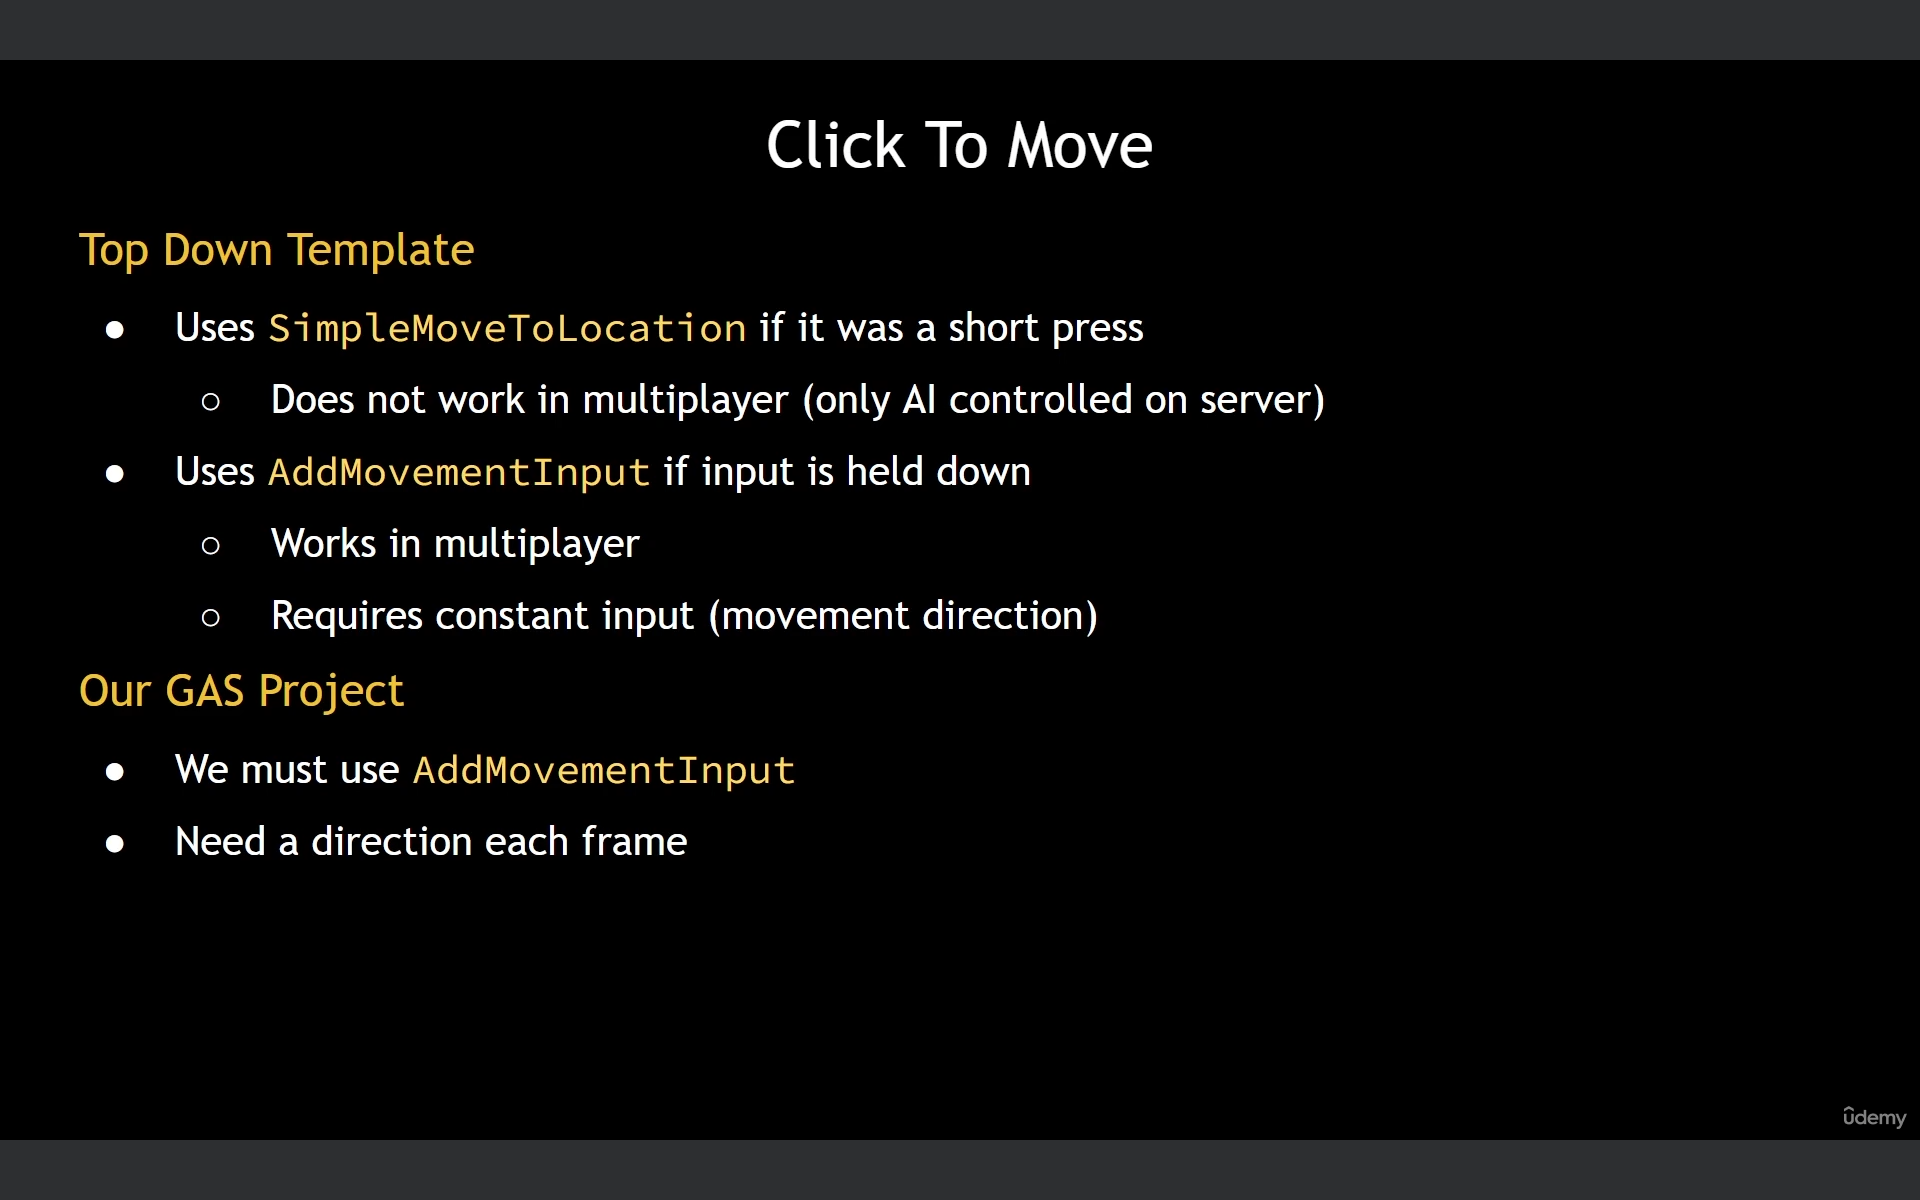 Click To Move
Top Down Template
● Uses SimpleMoveToLocation if it was a short press
○ Does not work in multiplayer (only AI controlled on server)
● Uses AddMovementInput if input is held down
○ Works in multiplayer
○ Requires constant input (movement direction)
Our GAS Project
● We must use AddMovementInput
● Need a direction each frame
ûdemy